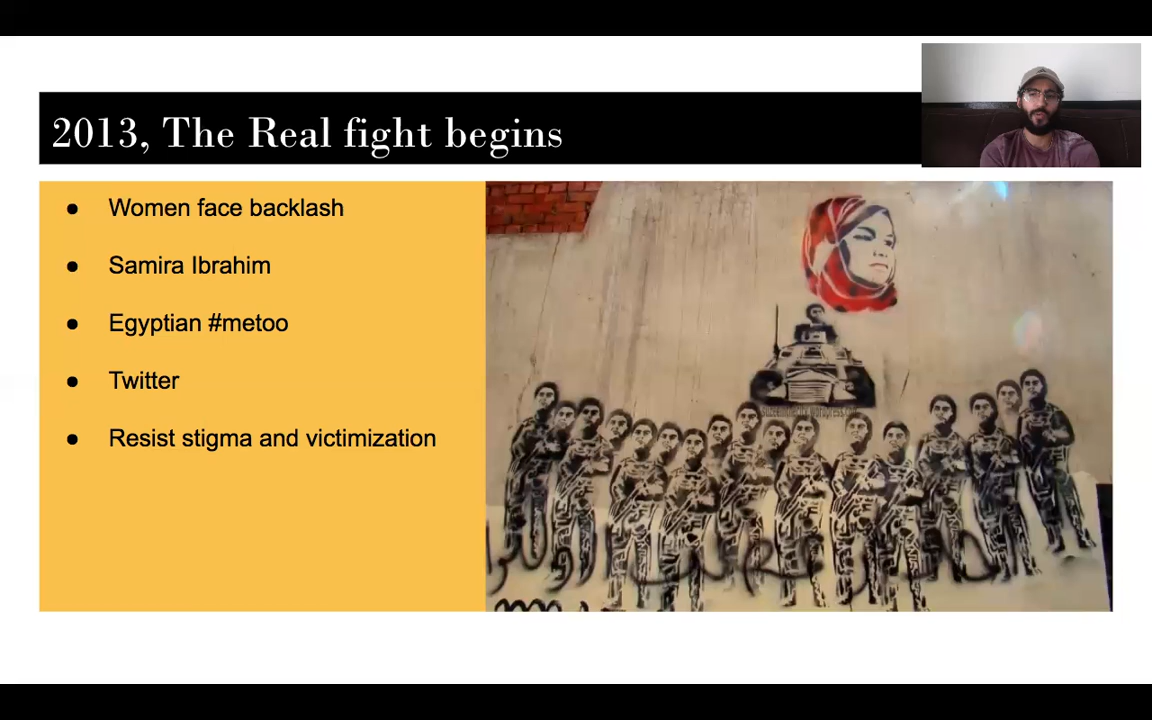 2013, The Real fight begins
● Women face backlash
● Samira Ibrahim
● Egyptian #metoo
● Twitter
● Resist stigma and victimization